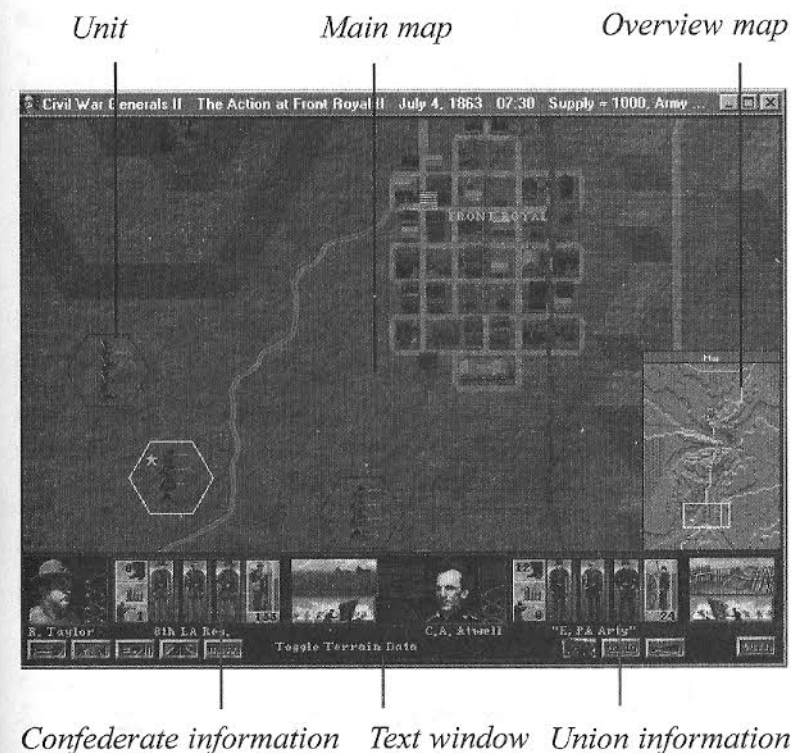 Unit Main map Overview map
Civil War Generals II The Action at Front Royal! July 4, 1863 07:30 Supply = 1000, Army ...
FRONT ROYAL
R. Taylor 8th LA Reg. 133 C.A. Atwell "E, PA Arty" 24
Toggle Terrain Data
Confederate information Text window Union information